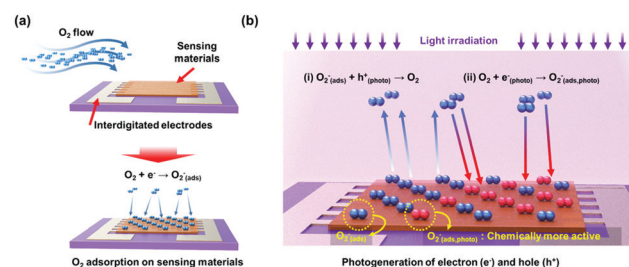 (a)
O₂ flow
Sensing
materials
Interdigitated electrodes
O₂ + e⁻ → O₂⁻(ads)
O₂ adsorption on sensing materials
(b)
Light irradiation
(i) O₂⁻(ads) + h⁺(photo) → O₂
(ii) O₂ + e⁻(photo) → O₂⁻(ads,photo)
O₂⁻(ads)
O₂⁻(ads,photo) : Chemically more active
Photogeneration of electron (e⁻) and hole (h⁺)